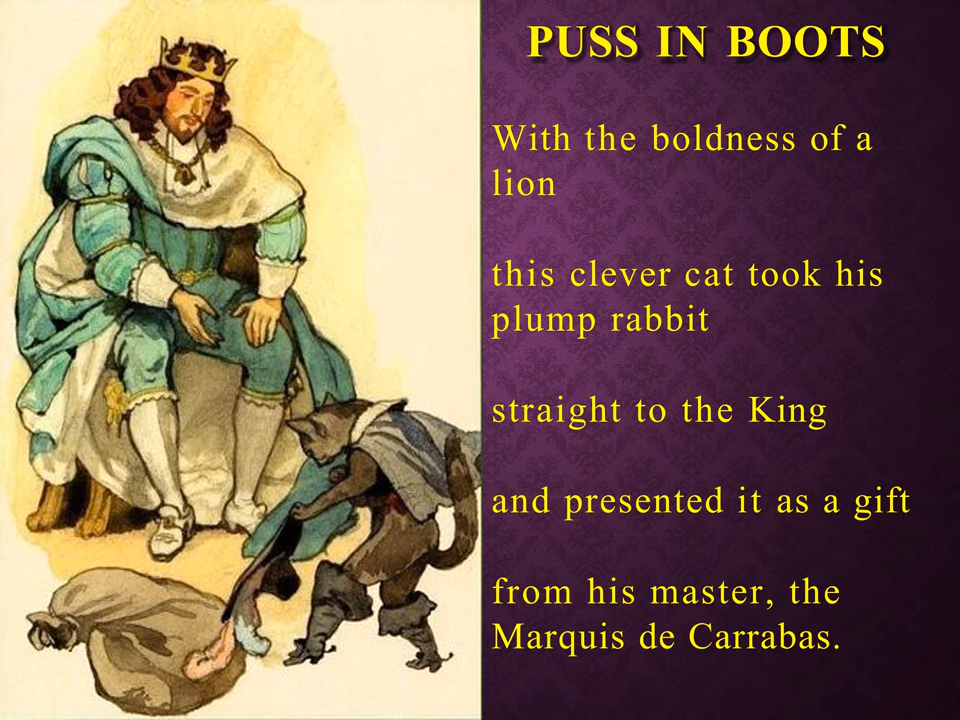 PUSS IN BOOTS
With the boldness of a
lion
this clever cat took his
plump rabbit
straight to the King
and presented it as a gift
from his master, the
Marquis de Carrabas.